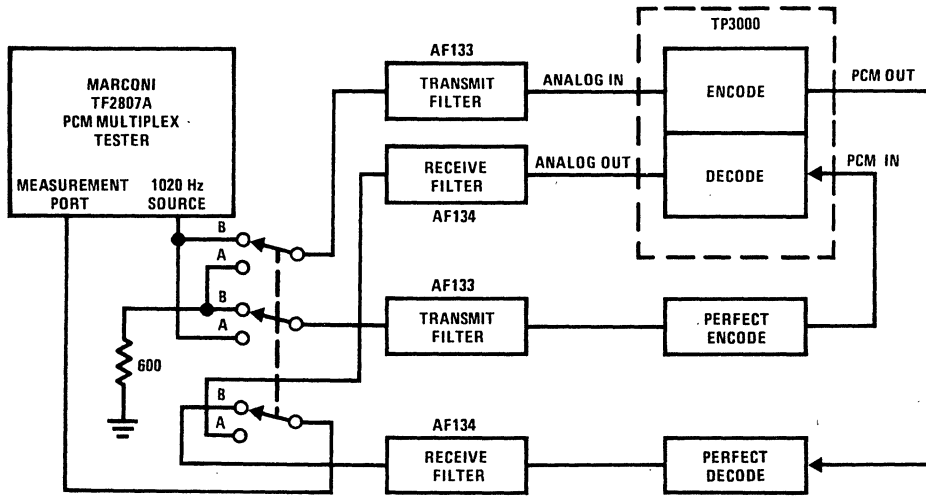 MARCONI
TF2807A
PCM MULTIPLEX
TESTER
MEASUREMENT
PORT
1020 Hz
SOURCE
AF133
TRANSMIT
FILTER
ANALOG IN
TP3000
ENCODE
PCM OUT
RECEIVE
FILTER
AF134
ANALOG OUT
DECODE
PCM IN
B
A
B
A
600
AF133
TRANSMIT
FILTER
PERFECT
ENCODE
B
A
AF134
RECEIVE
FILTER
PERFECT
DECODE